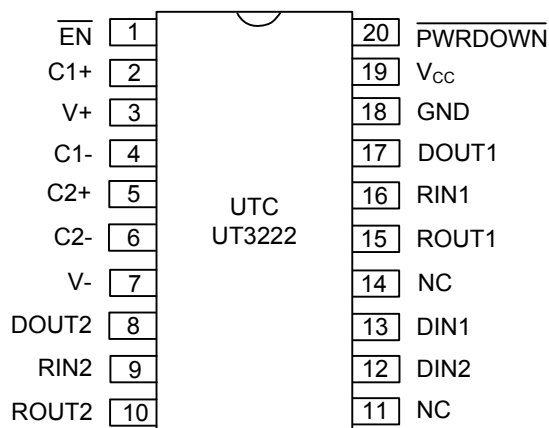 EN 1 20 PWRDOWN
C1+ 2 19 VCC
V+ 3 18 GND
C1- 4 17 DOUT1
C2+ 5 16 RIN1
UTC
UT3222
C2- 6 15 ROUT1
V- 7 14 NC
DOUT2 8 13 DIN1
RIN2 9 12 DIN2
ROUT2 10 11 NC